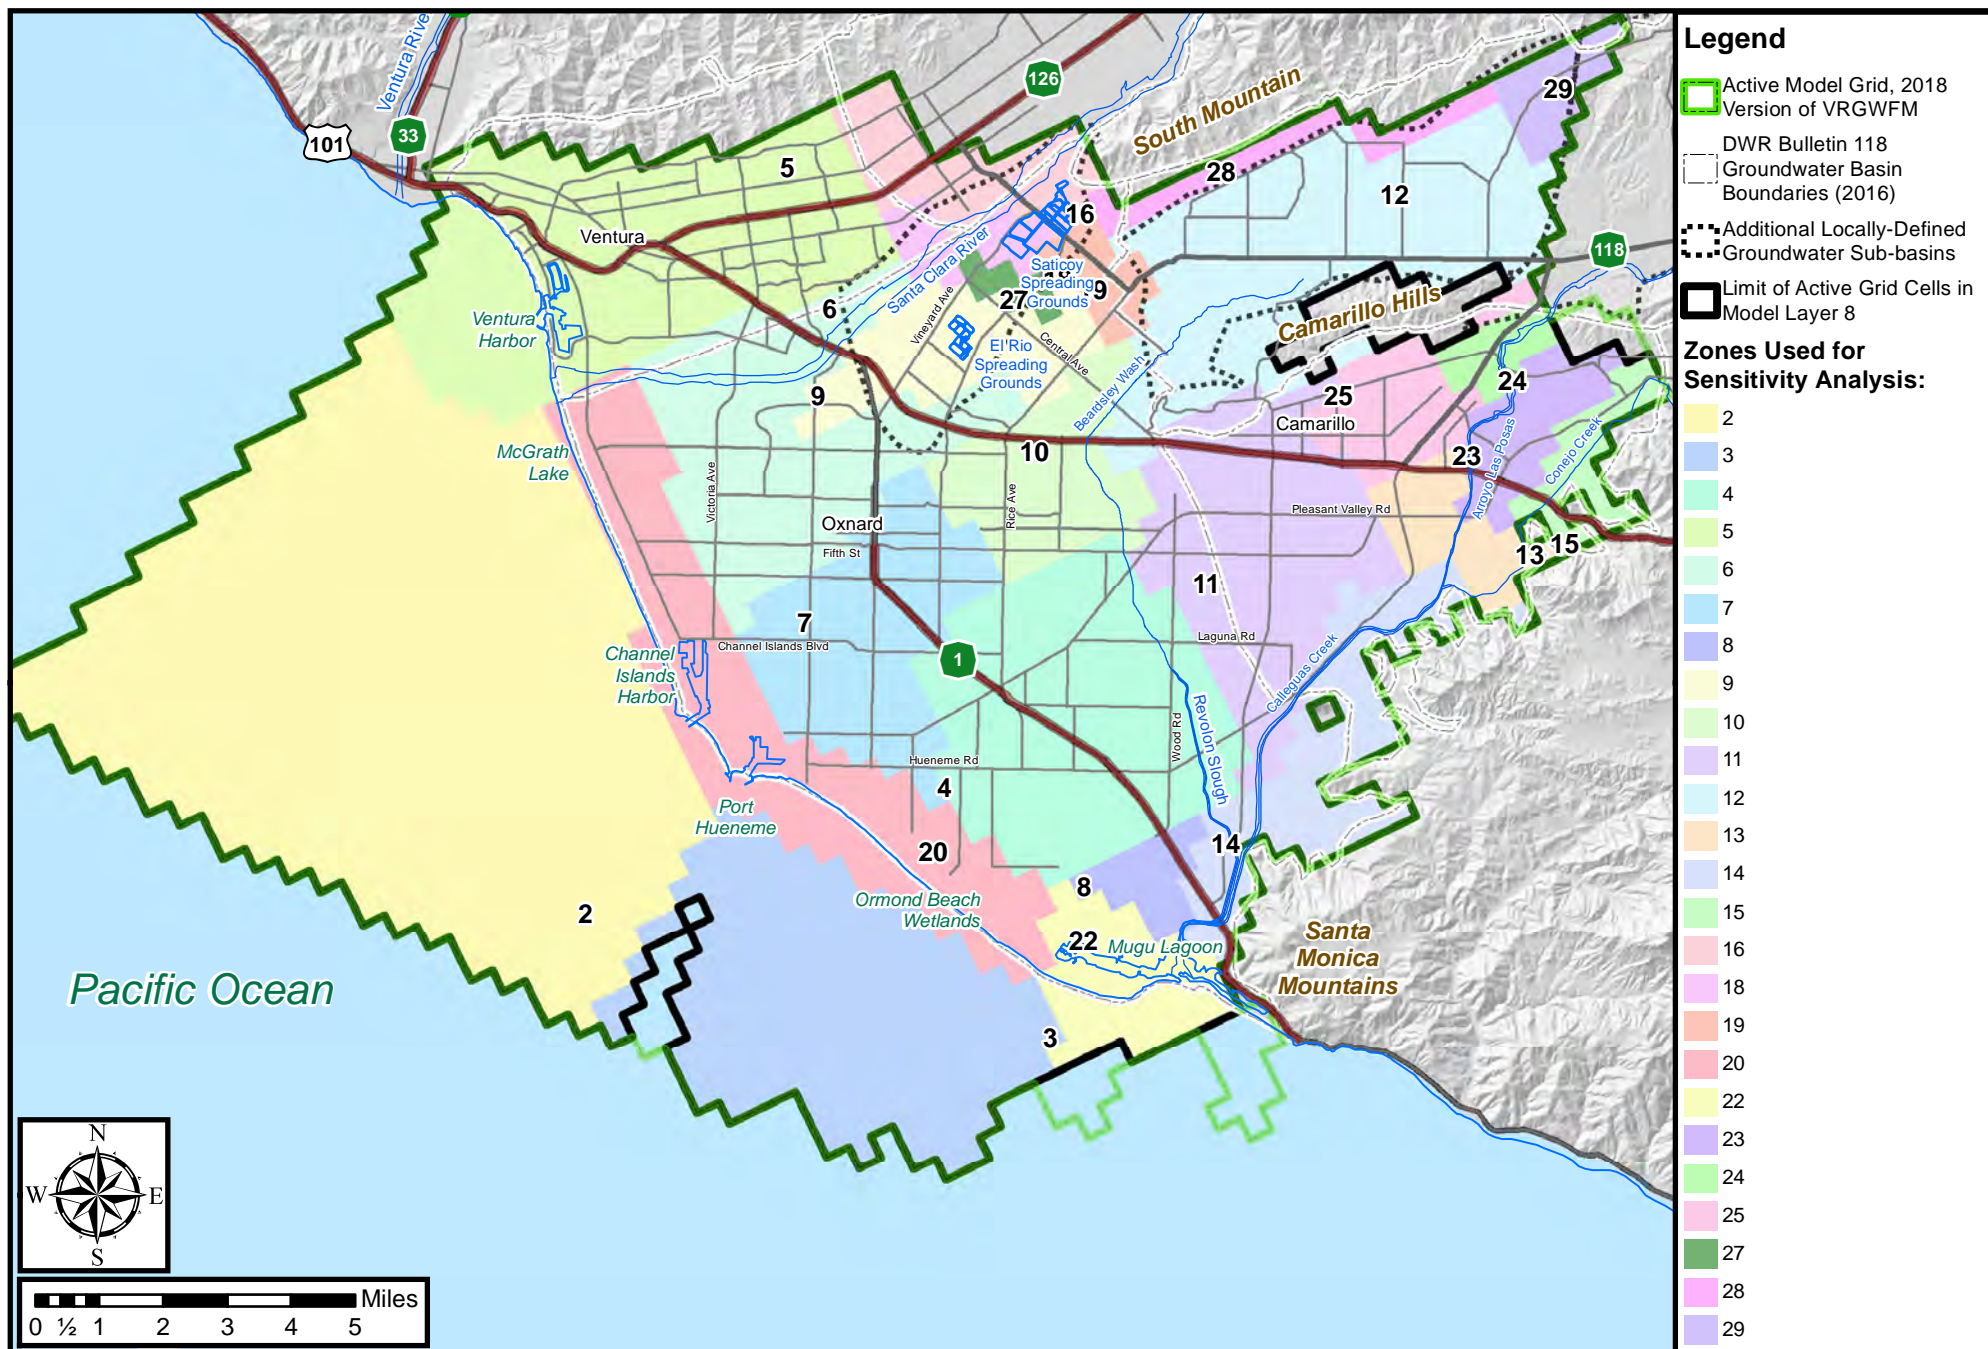 Legend
Active Model Grid, 2018
Version of VRGWFM
DWR Bulletin 118
Groundwater Basin
Boundaries (2016)
Additional Locally-Defined
Groundwater Sub-basins
Limit of Active Grid Cells in
Model Layer 8
Zones Used for
Sensitivity Analysis:
2
3
4
5
6
7
8
9
10
11
12
13
14
15
16
18
19
20
22
23
24
25
27
28
29
Ventura River
126
33
101
South Mountain
29
5
28
12
16
Ventura
Santa Clara River
118
Saticoy
Spreading
Grounds
27
9
Vineyard Ave
6
Camarillo Hills
Ventura
Harbor
El Rio
Spreading
Grounds
Central Ave
Beardsley Wash
9
25
24
Camarillo
10
23
McGrath
Lake
Victoria Ave
Rice Ave
Arroyo Las Posas
Conejo Creek
Pleasant Valley Rd
Oxnard
Fifth St
13
15
11
7
Channel Islands Blvd
Laguna Rd
Channel
Islands
Harbor
1
Calleguas Creek
Revolon Slough
Wood Rd
Hueneme Rd
4
Port
Hueneme
20
14
8
Ormond Beach
Wetlands
2
22
Mugu Lagoon
Santa
Monica
Mountains
Pacific Ocean
3
N
W
E
S
Miles
0 ½ 1 2 3 4 5